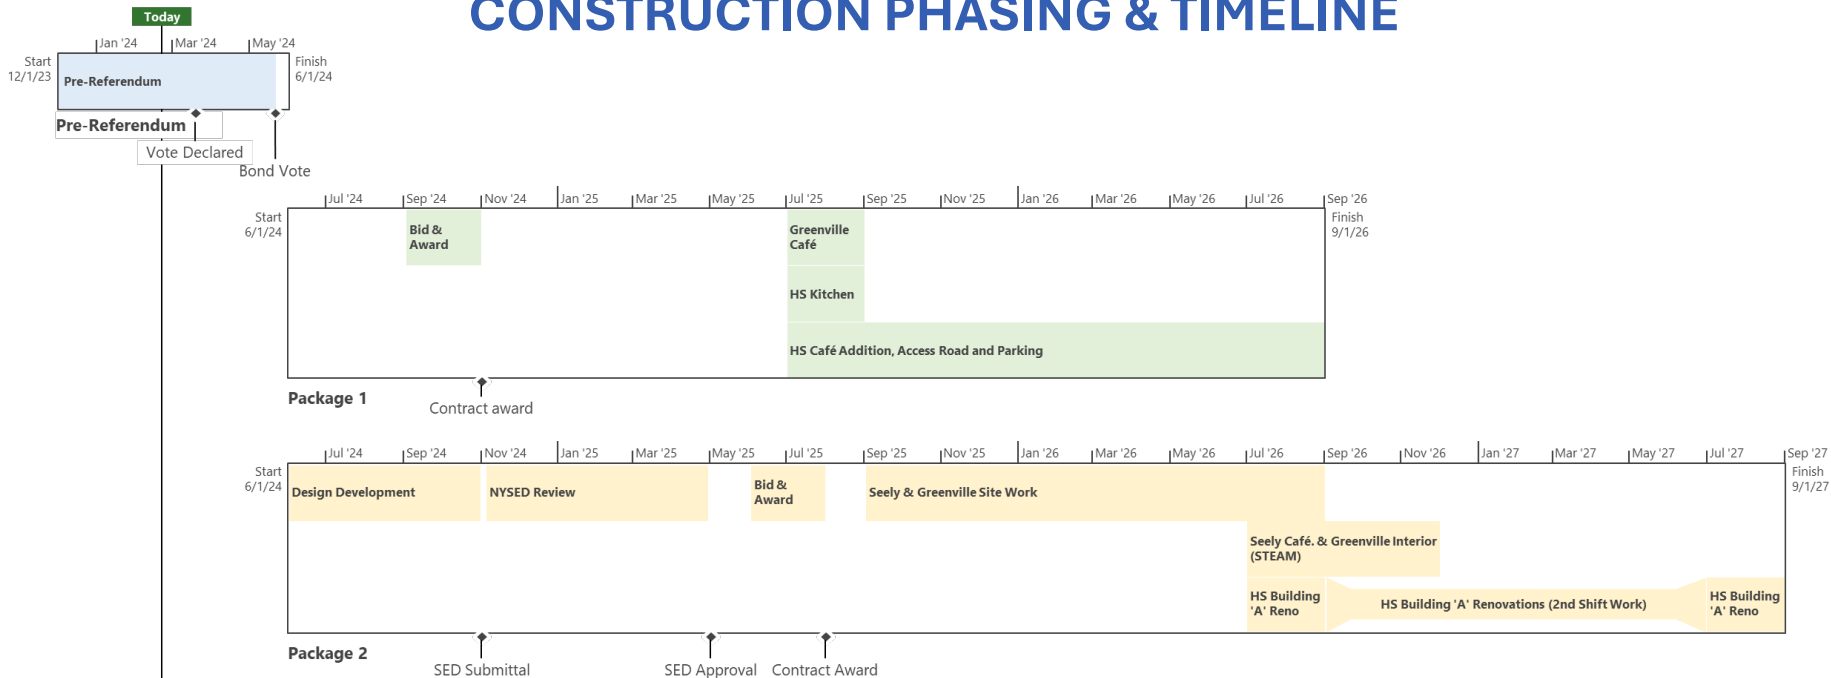 CONSTRUCTION PHASING & TIMELINE
Today
Jan '24
Mar '24
May '24
Start
12/1/23
Pre-Referendum
Finish
6/1/24
Pre-Referendum
Vote Declared
Bond Vote
Jul '24
Sep '24
Nov '24
Jan '25
Mar '25
May '25
Jul '25
Sep '25
Nov '25
Jan '26
Mar '26
May '26
Jul '26
Sep '26
Start
6/1/24
Bid &
Award
Greenville
Café
HS Kitchen
HS Café Addition, Access Road and Parking
Finish
9/1/26
Package 1
Contract award
Jul '24
Sep '24
Nov '24
Jan '25
Mar '25
May '25
Jul '25
Sep '25
Nov '25
Jan '26
Mar '26
May '26
Jul '26
Sep '26
Nov '26
Jan '27
Mar '27
May '27
Jul '27
Sep '27
Start
6/1/24
Design Development
NYSED Review
Bid &
Award
Seely & Greenville Site Work
Finish
9/1/27
Seely Café. & Greenville Interior
(STEAM)
HS Building
'A' Reno
HS Building 'A' Renovations (2nd Shift Work)
HS Building
'A' Reno
Package 2
SED Submittal
SED Approval
Contract Award